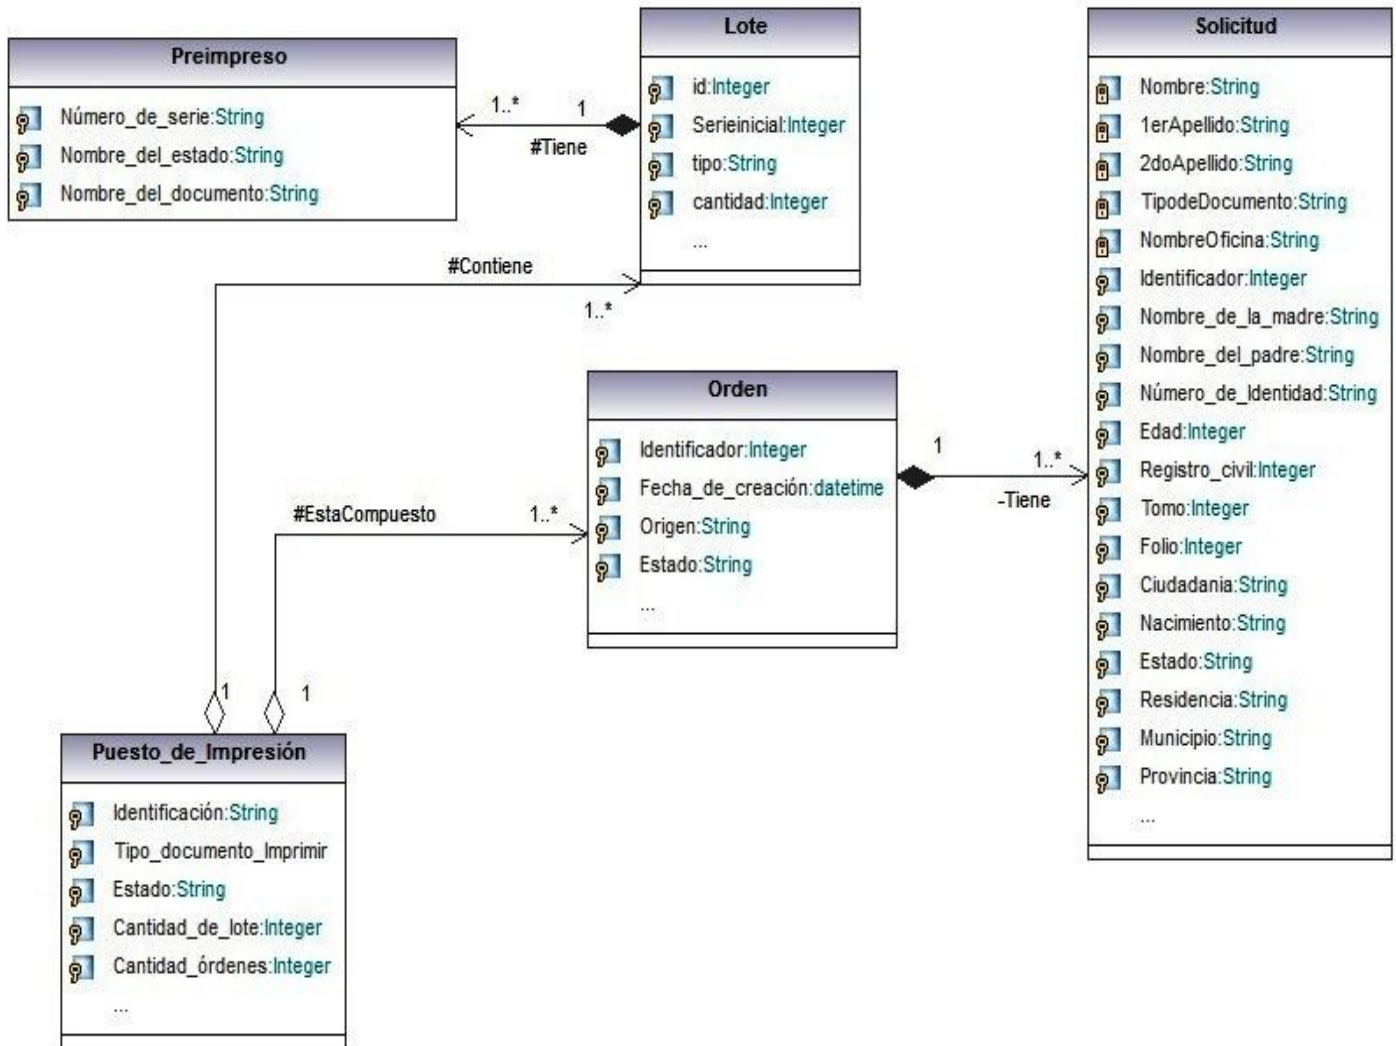 Preimpreso
Número_de_serie:String
Nombre_del_estado:String
Nombre_del_documento:String
1..*
1
#Tiene
Lote
id:Integer
Serieinicial:Integer
tipo:String
cantidad:Integer
...
#Contiene
1..*
Orden
Identificador:Integer
Fecha_de_creación:datetime
Origen:String
Estado:String
...
#EstaCompuesto
1..*
1
1..*
-Tiene
Solicitud
Nombre:String
1erApellido:String
2doApellido:String
TipodeDocumento:String
NombreOficina:String
Identificador:Integer
Nombre_de_la_madre:String
Nombre_del_padre:String
Número_de_Identidad:String
Edad:Integer
Registro_civil:Integer
Tomo:Integer
Folio:Integer
Ciudadania:String
Nacimiento:String
Estado:String
Residencia:String
Municipio:String
Provincia:String
...
1
1
Puesto_de_Impresión
Identificación:String
Tipo_documento_Imprimir
Estado:String
Cantidad_de_lote:Integer
Cantidad_órdenes:Integer
...